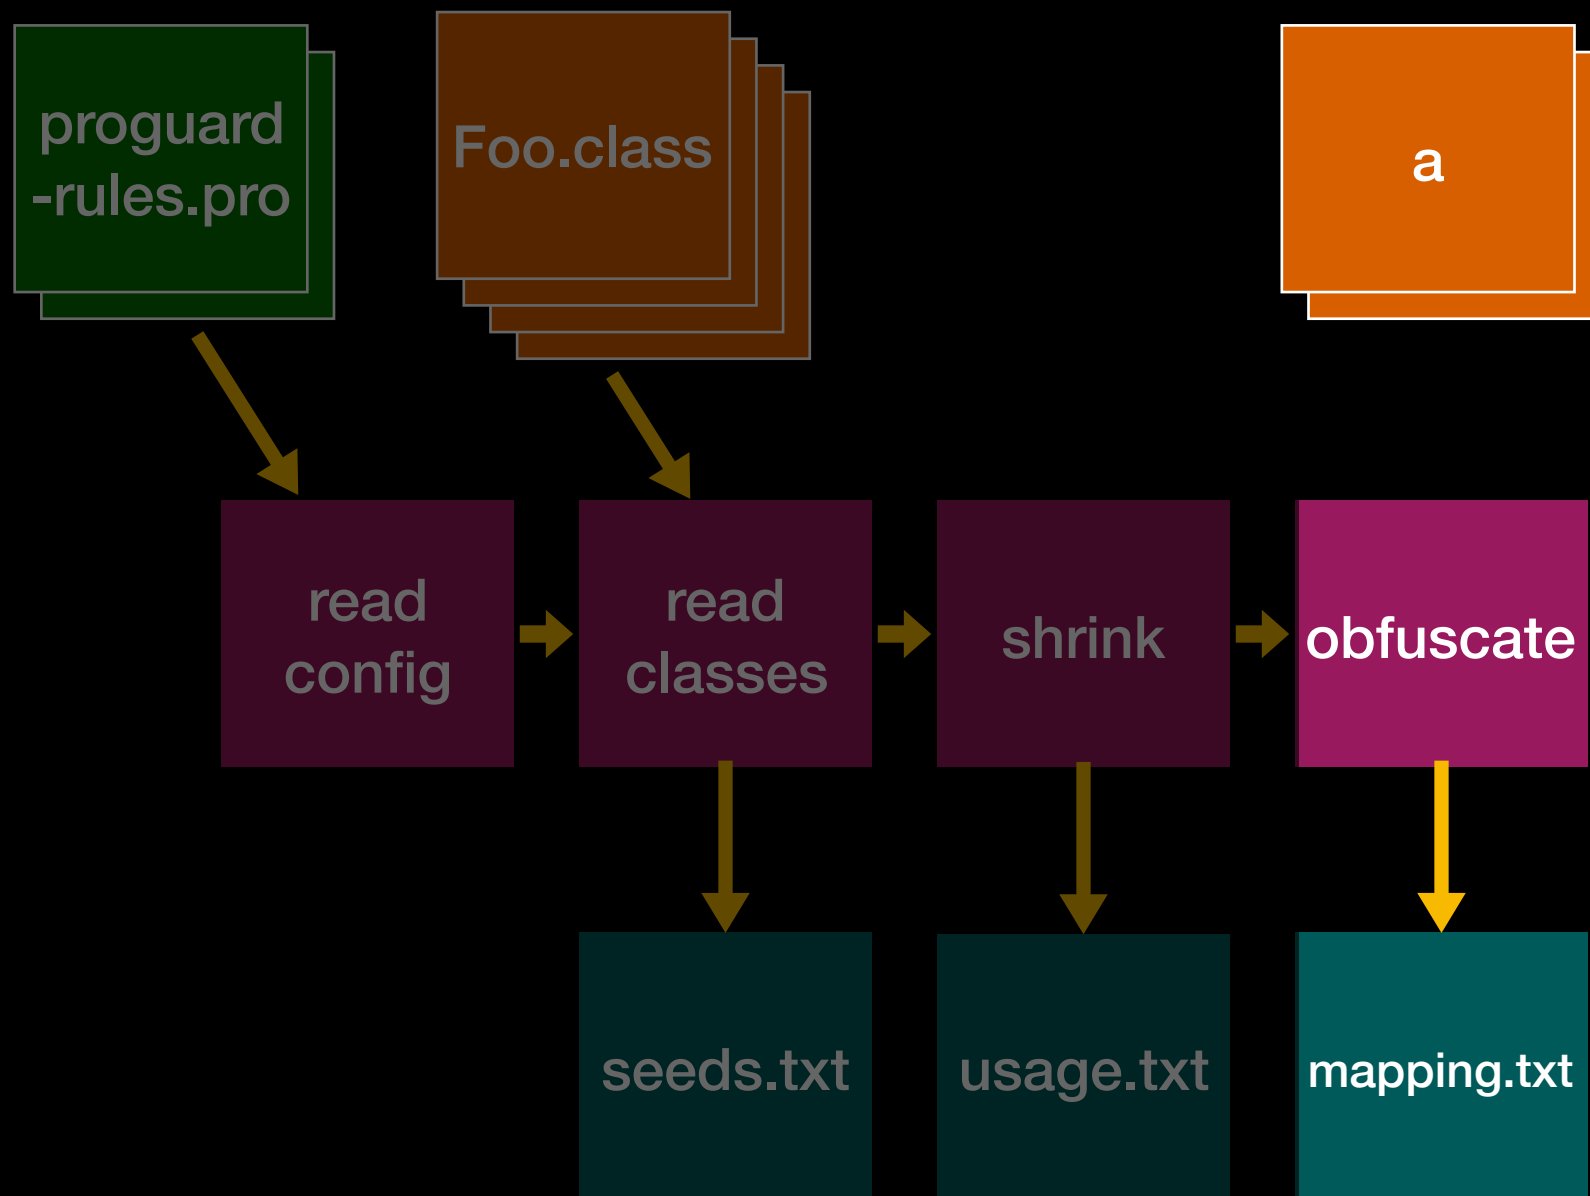 proguard
-rules.pro
Foo.class
a
read
config
read
classes
shrink
obfuscate
seeds.txt
usage.txt
mapping.txt